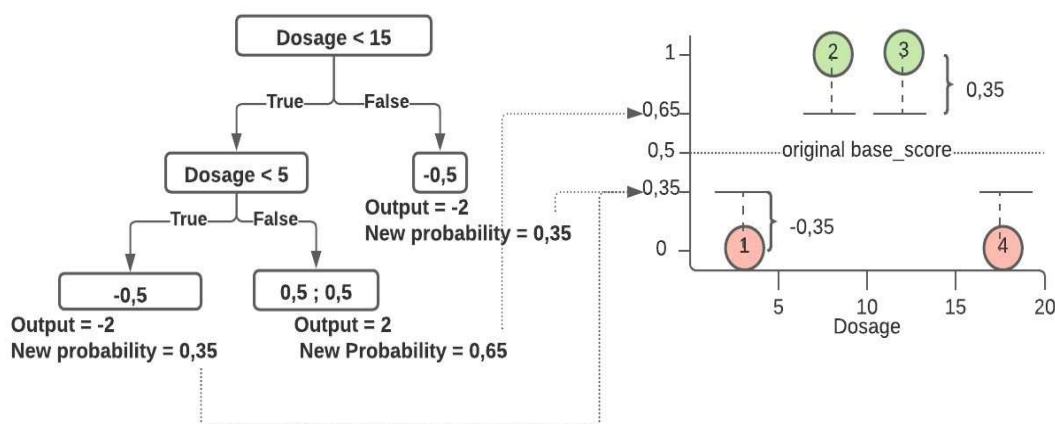 Dosage < 15
True
False
Dosage < 5
-0,5
Output = -2
New probability = 0,35
True
False
-0,5
0,5 ; 0,5
Output = -2
New probability = 0,35
Output = 2
New Probability = 0,65
1
0,65
0,5
0,35
0
2
3
0,35
original base_score
1
-0,35
4
5
10
15
20
Dosage